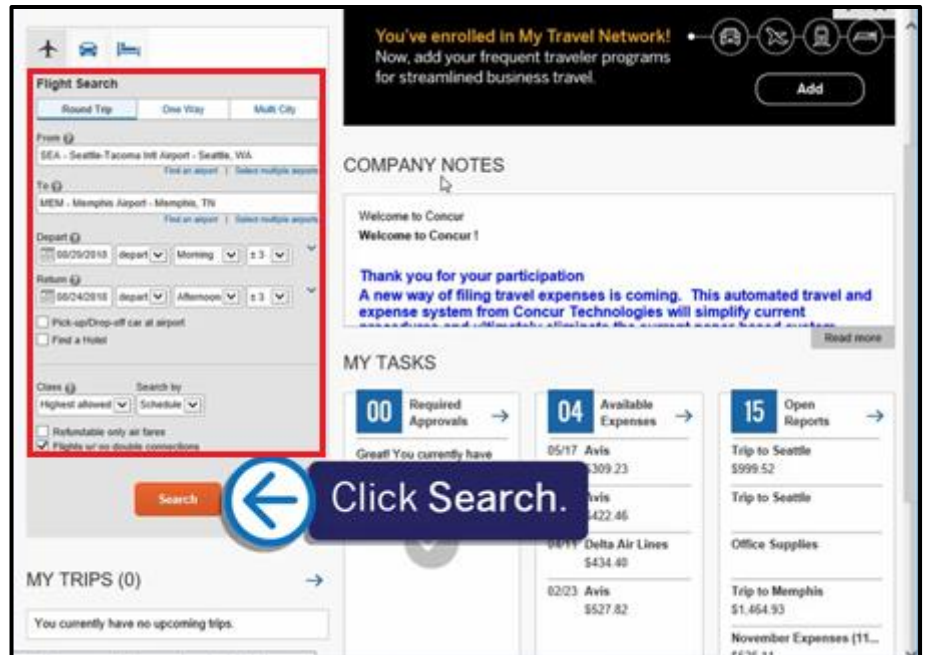 You've enrolled in My Travel Network!
Now, add your frequent traveler programs
for streamlined business travel.
Add
Flight Search
Round Trip
One Way
Multi City
From
SEA - Seattle-Tacoma Intl Airport - Seattle, WA
Find an airport | Select multiple airports
To
MEM - Memphis Airport - Memphis, TN
Find an airport | Select multiple airports
Depart
depart Morning ± 3
Return
08/24/2018 depart Afternoon ± 3
Pick-up/Drop-off car at airport
Find a Hotel
Class
Search by
Highest allowed
Schedule
Refundable only air fares
Flights w/ no double connections
Search
Click Search.
MY TRIPS (0)
You currently have no upcoming trips.
COMPANY NOTES
Welcome to Concur
Welcome to Concur !
Thank you for your participation
A new way of filing travel expenses is coming. This automated travel and
expense system from Concur Technologies will simplify current
Read more
MY TASKS
00 Required
Approvals
Great! You currently have
04 Available
Expenses
05/17 Avis
$309.23
Avis
$422.46
04/11 Delta Air Lines
$434.40
02/23 Avis
$527.82
15 Open
Reports
Trip to Seattle
$999.52
Trip to Seattle
Office Supplies
Trip to Memphis
$1,464.93
November Expenses (11...